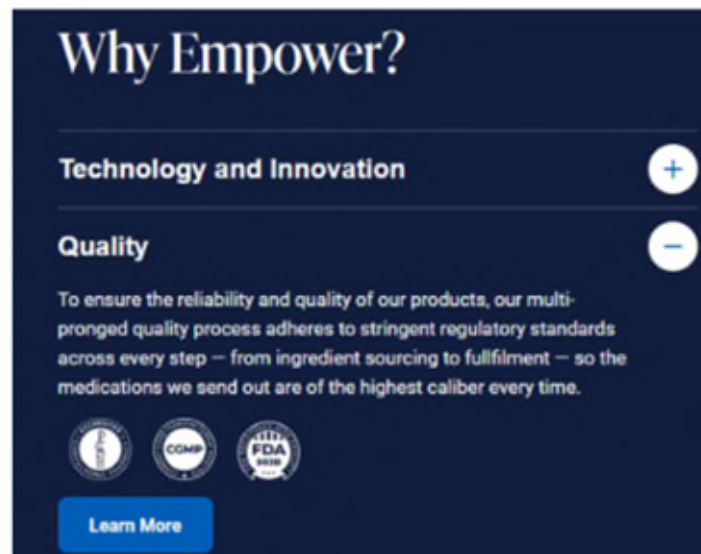 Why Empower?
Technology and Innovation
+
Quality
−
To ensure the reliability and quality of our products, our multi-
pronged quality process adheres to stringent regulatory standards
across every step — from ingredient sourcing to fullfilment — so the
medications we send out are of the highest caliber every time.
CGMP
FDA
503B
Learn More